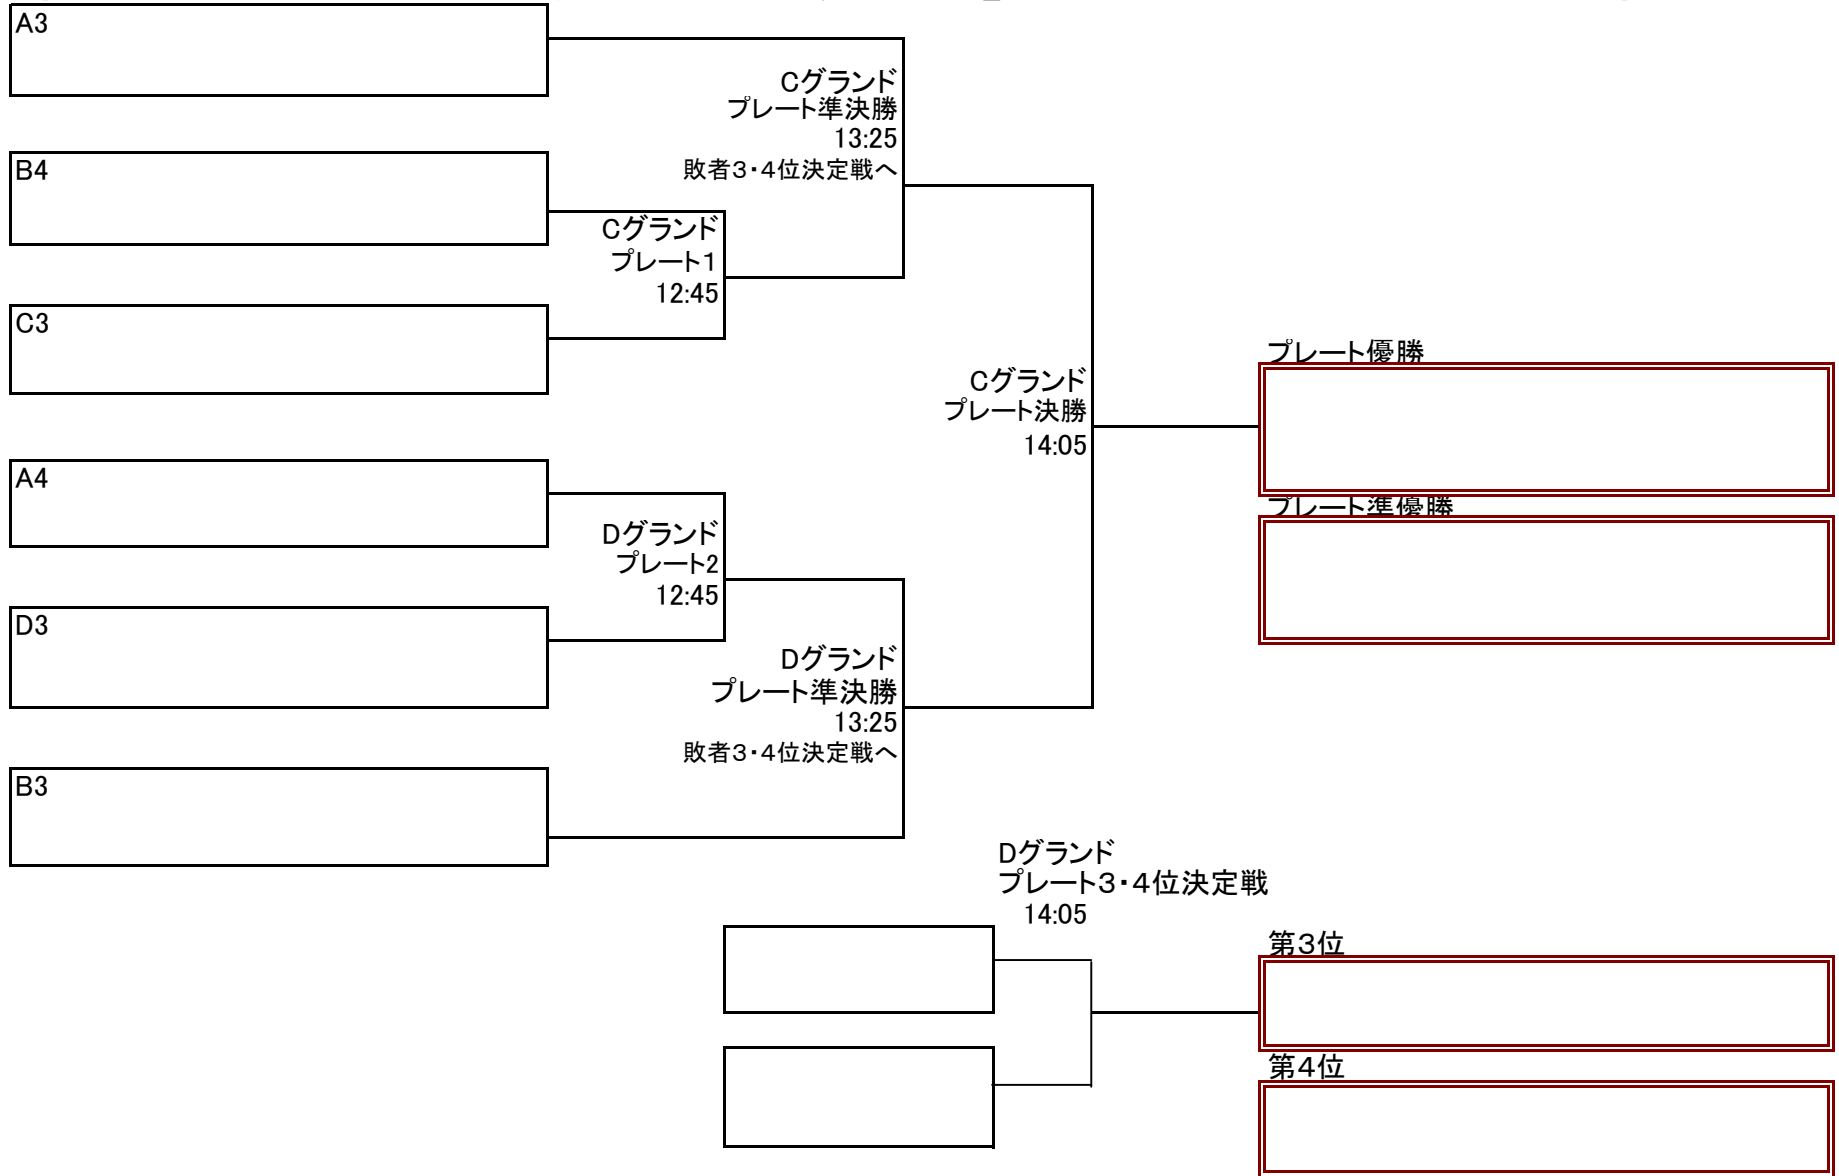 A3
Cグランド
プレート準決勝
13:25
敗者３・４位決定戦へ
B4
Cグランド
プレート１
12:45
C3
プレート優勝
Cグランド
プレート決勝
14:05
A4
プレート準優勝
Dグランド
プレート2
12:45
D3
Dグランド
プレート準決勝
13:25
敗者３・４位決定戦へ
B3
Dグランド
プレート３・４位決定戦
14:05
第３位
第４位